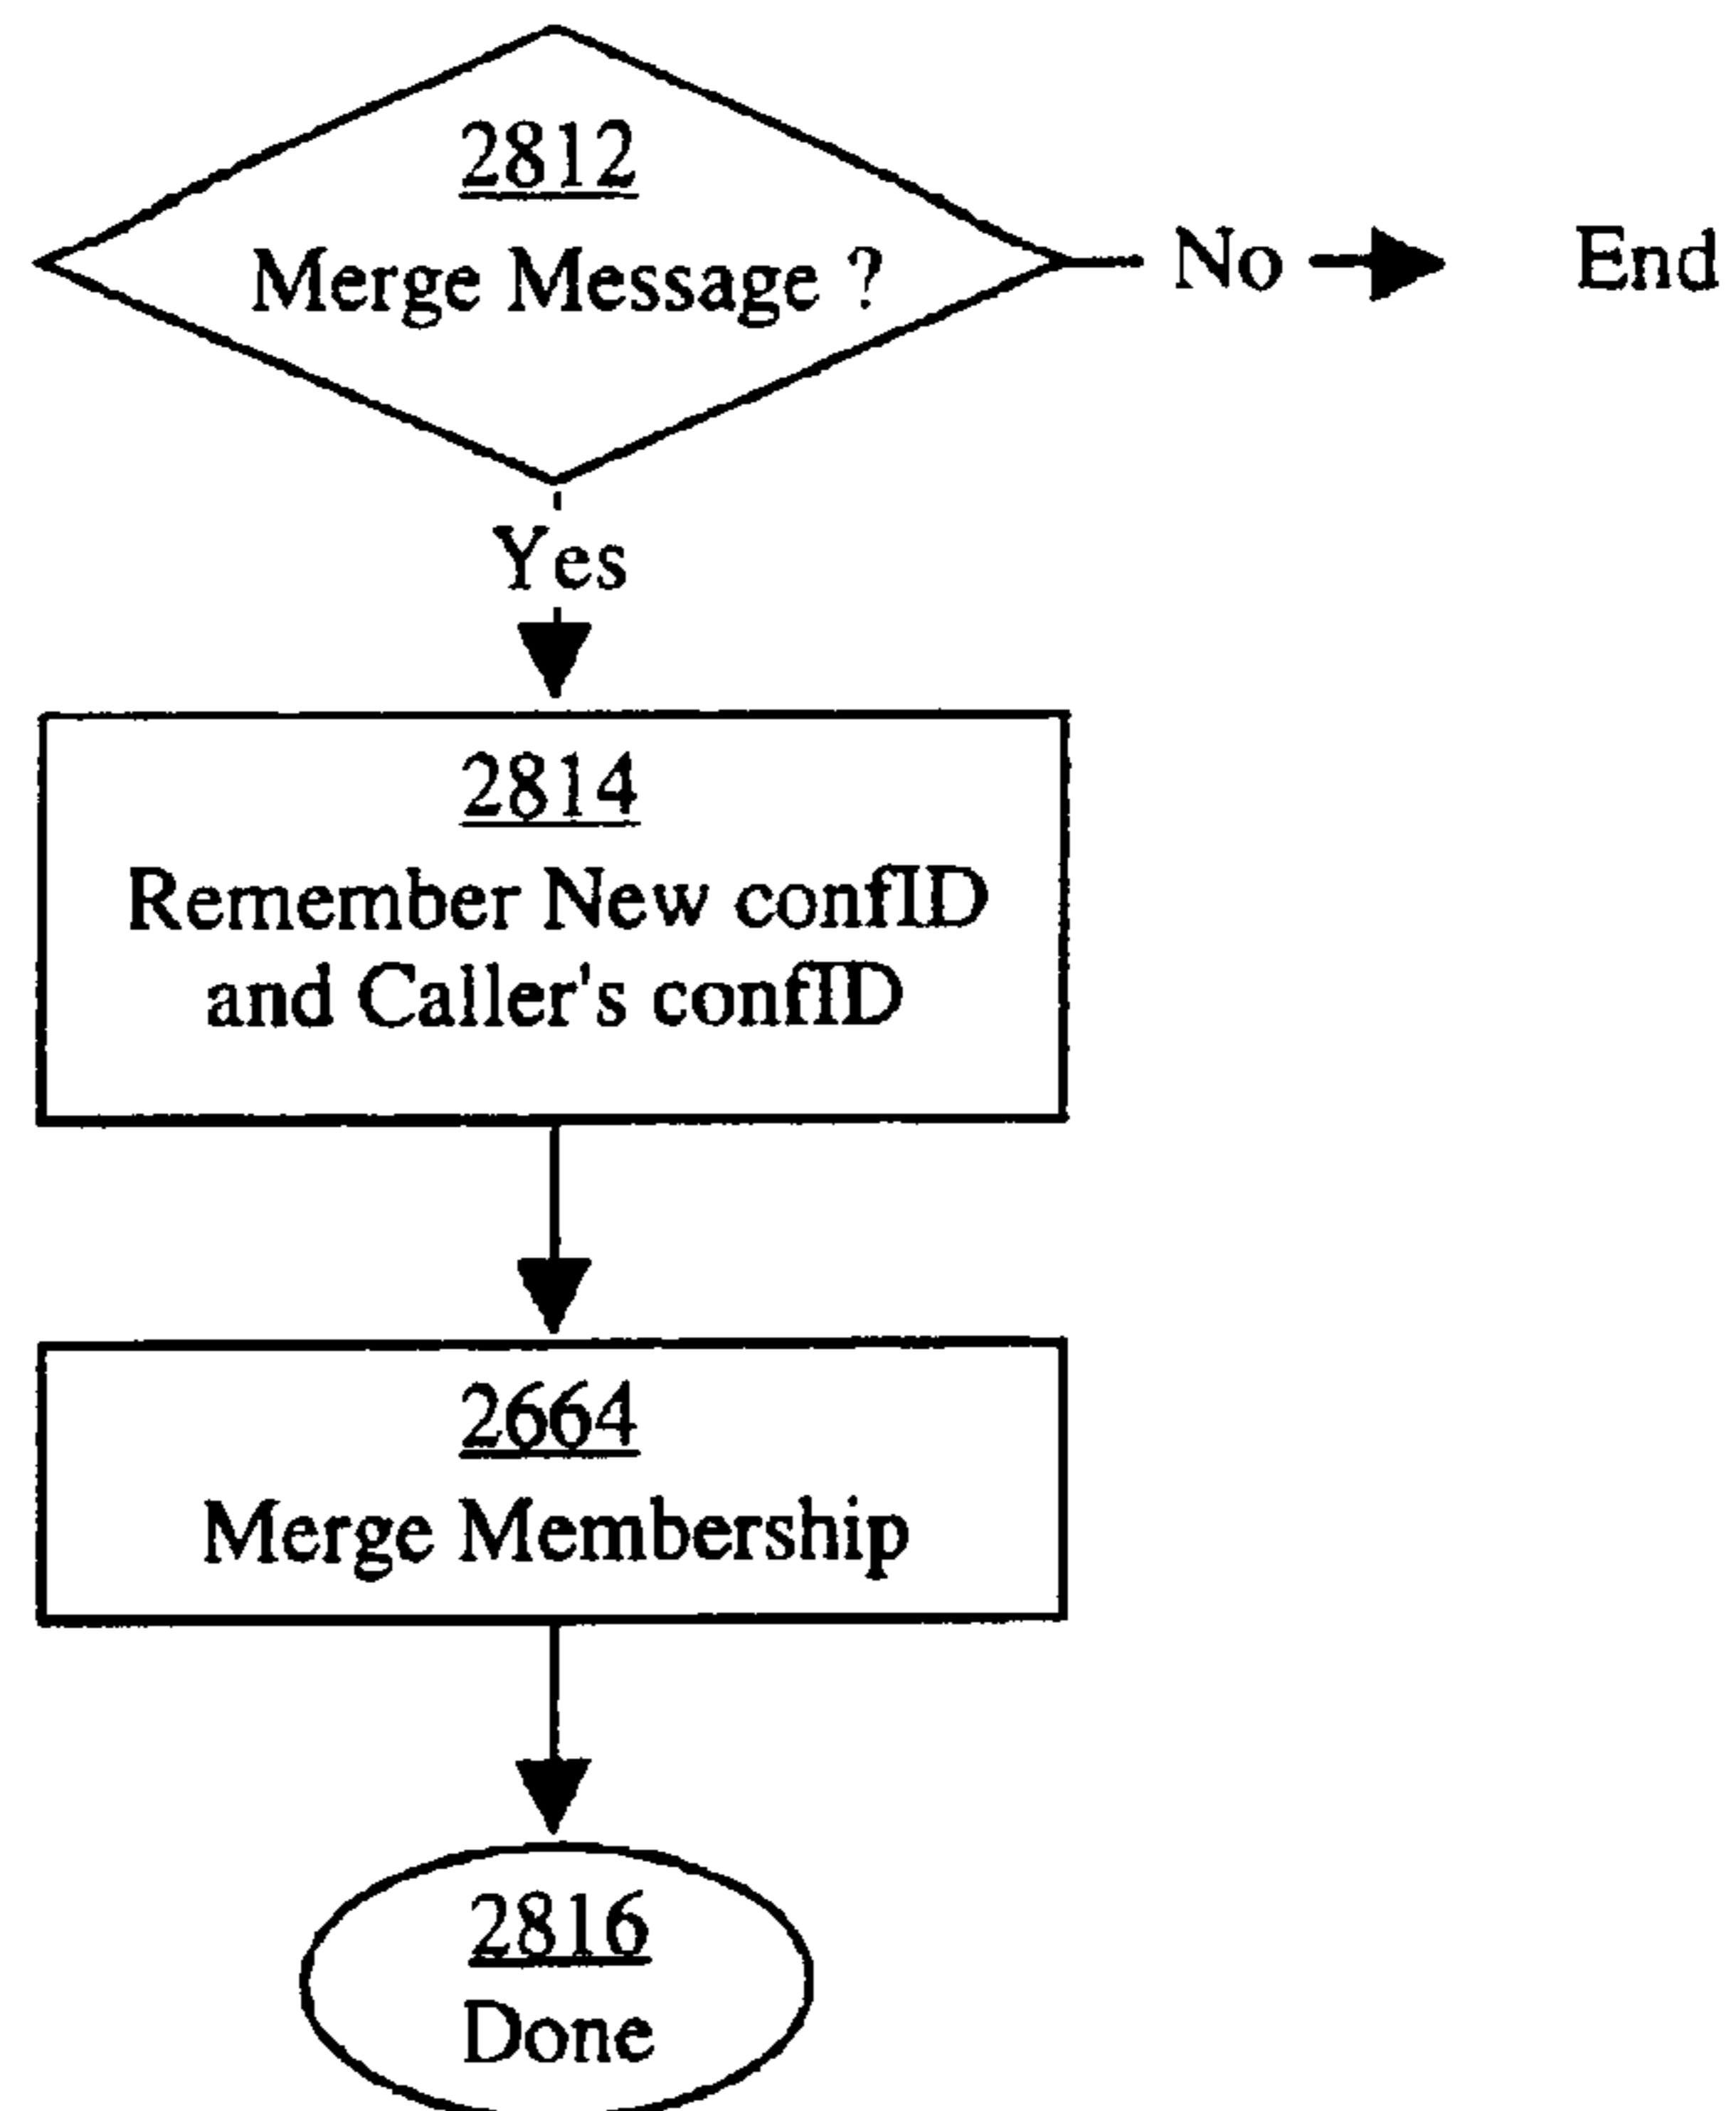 2812
Merge Message ?
No
End
Yes
2814
Remember New confID
and Caller's confID
2664
Merge Membership
2816
Done